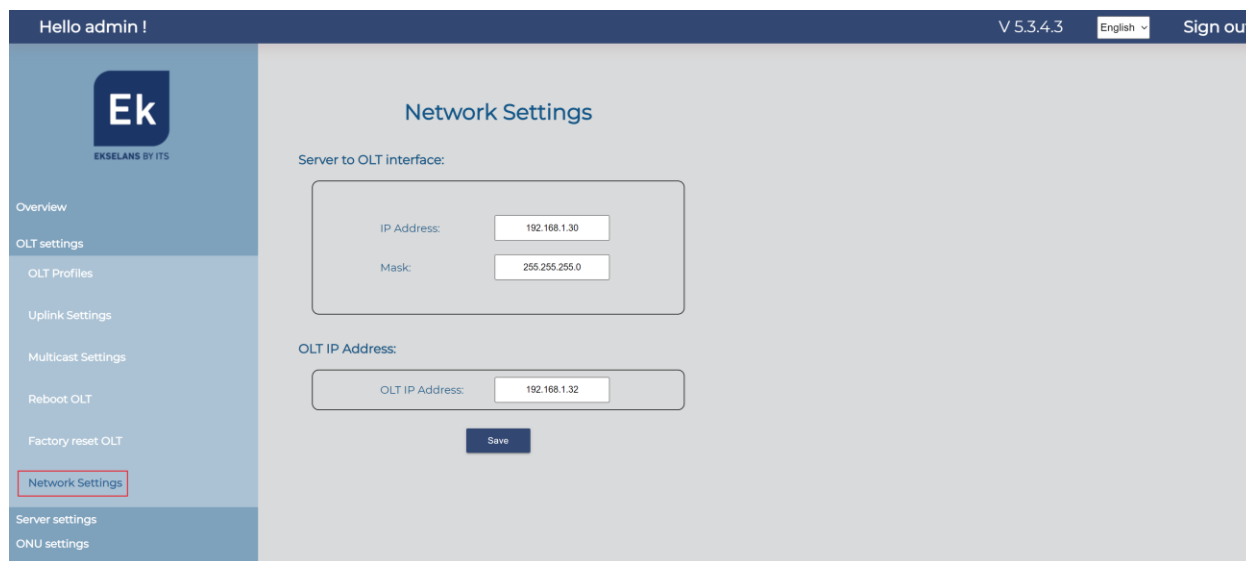 Hello admin !
V 5.3.4.3
English
Sign ou
Ek
EKSELANS BY ITS
Overview
OLT settings
OLT Profiles
Uplink Settings
Multicast Settings
Reboot OLT
Factory reset OLT
Network Settings
Server settings
ONU settings
Network Settings
Server to OLT interface:
IP Address: 192.168.1.30
Mask: 255.255.255.0
OLT IP Address:
OLT IP Address: 192.168.1.32
Save